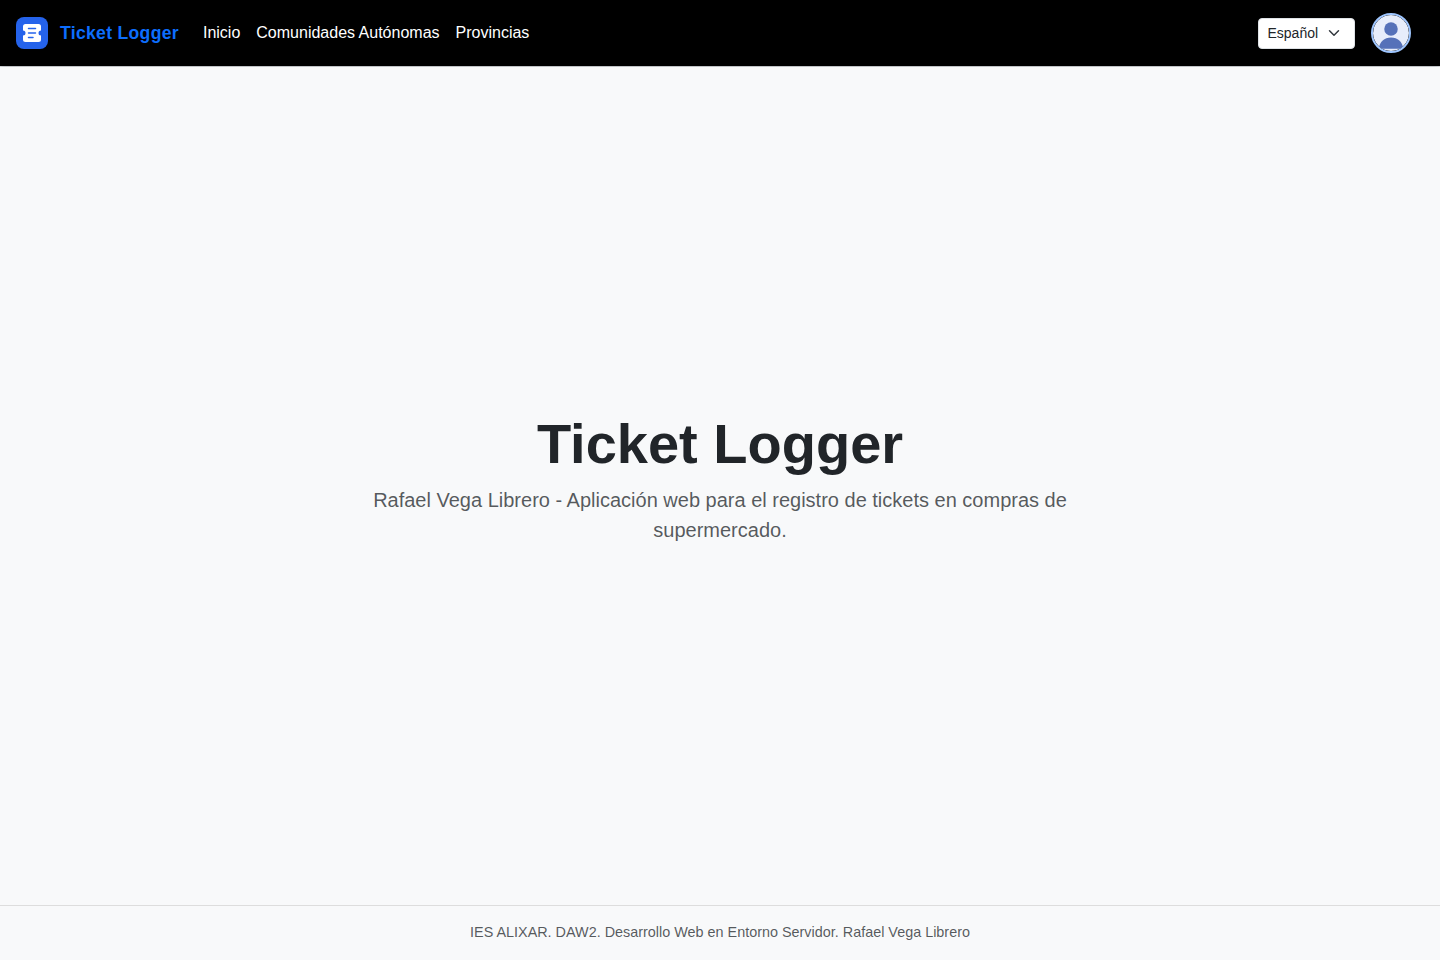 Ticket Logger
Inicio
Comunidades Autónomas
Provincias
Español
Ticket Logger
Rafael Vega Librero - Aplicación web para el registro de tickets en compras de
supermercado.
IES ALIXAR. DAW2. Desarrollo Web en Entorno Servidor. Rafael Vega Librero